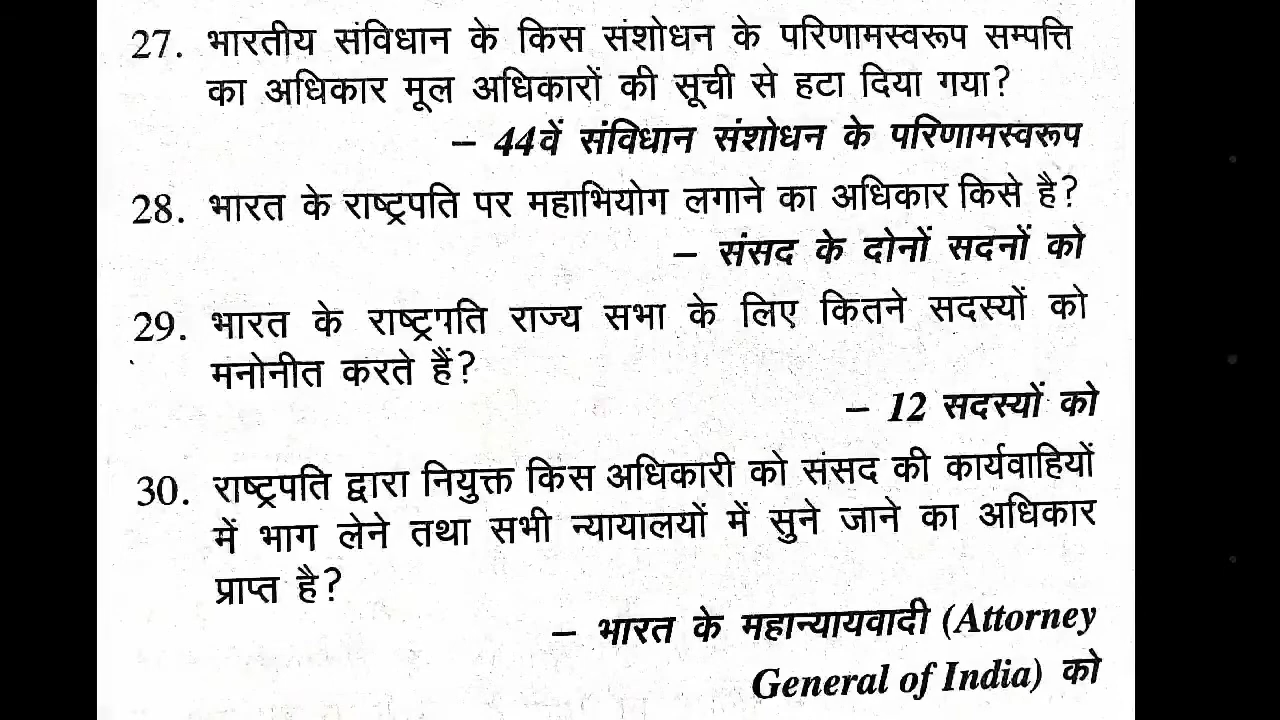 27. भारतीय संविधान के किस संशोधन के परिणामस्वरूप सम्पत्ति
का अधिकार मूल अधिकारों की सूची से हटा दिया गया?
– 44वें संविधान संशोधन के परिणामस्वरूप
28. भारत के राष्ट्रपति पर महाभियोग लगाने का अधिकार किसे है?
– संसद के दोनों सदनों को
29. भारत के राष्ट्रपति राज्य सभा के लिए कितने सदस्यों को
मनोनीत करते हैं?
– 12 सदस्यों को
30. राष्ट्रपति द्वारा नियुक्त किस अधिकारी को संसद की कार्यवाहियों
में भाग लेने तथा सभी न्यायालयों में सुने जाने का अधिकार
प्राप्त है?
– भारत के महान्यायवादी (Attorney
General of India) को